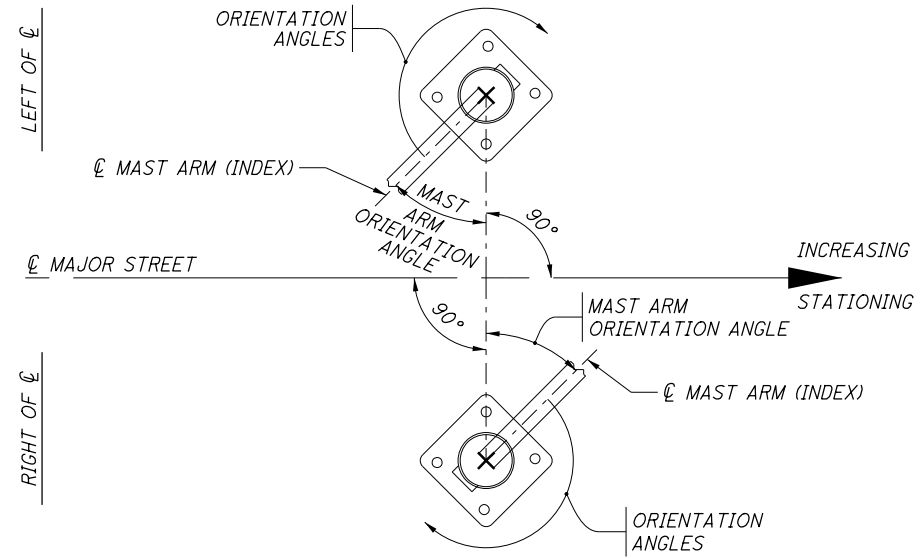 ORIENTATION
ANGLES
LEFT OF ℄
℄ MAST ARM (INDEX)
MAST
ARM
ORIENTATION
ANGLE
90°
℄ MAJOR STREET
INCREASING
STATIONING
90°
MAST ARM
ORIENTATION ANGLE
RIGHT OF ℄
℄ MAST ARM (INDEX)
ORIENTATION
ANGLES